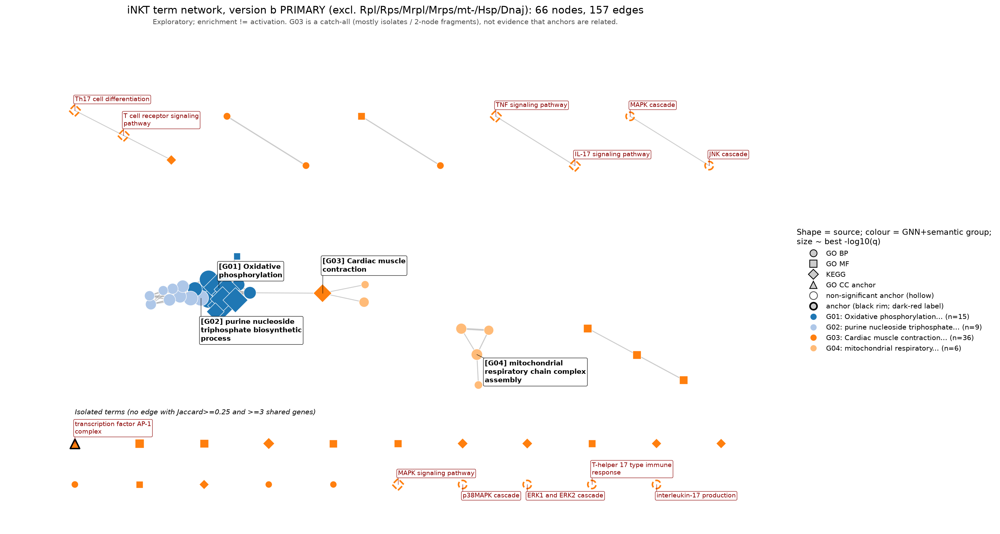 iNKT term network, version b PRIMARY (excl. Rpl/Rps/Mrpl/Mrps/mt-/Hsp/Dnaj): 66 nodes, 157 edges
Exploratory; enrichment != activation. G03 is a catch-all (mostly isolates / 2-node fragments), not evidence that anchors are related.
Th17 cell differentiation
T cell receptor signaling
pathway
TNF signaling pathway
IL-17 signaling pathway
MAPK cascade
JNK cascade
[G01] Oxidative
phosphorylation
[G03] Cardiac muscle
contraction
[G02] purine nucleoside
triphosphate biosynthetic
process
[G04] mitochondrial
respiratory chain complex
assembly
Shape = source; colour = GNN+semantic group;
size ~ best -log10(q)
GO BP
GO MF
KEGG
GO CC anchor
non-significant anchor (hollow)
anchor (black rim; dark-red label)
G01: Oxidative phosphorylation... (n=15)
G02: purine nucleoside triphosphate... (n=9)
G03: Cardiac muscle contraction... (n=36)
G04: mitochondrial respiratory... (n=6)
Isolated terms (no edge with Jaccard>=0.25 and >=3 shared genes)
transcription factor AP-1
complex
MAPK signaling pathway
p38MAPK cascade
ERK1 and ERK2 cascade
T-helper 17 type immune
response
interleukin-17 production